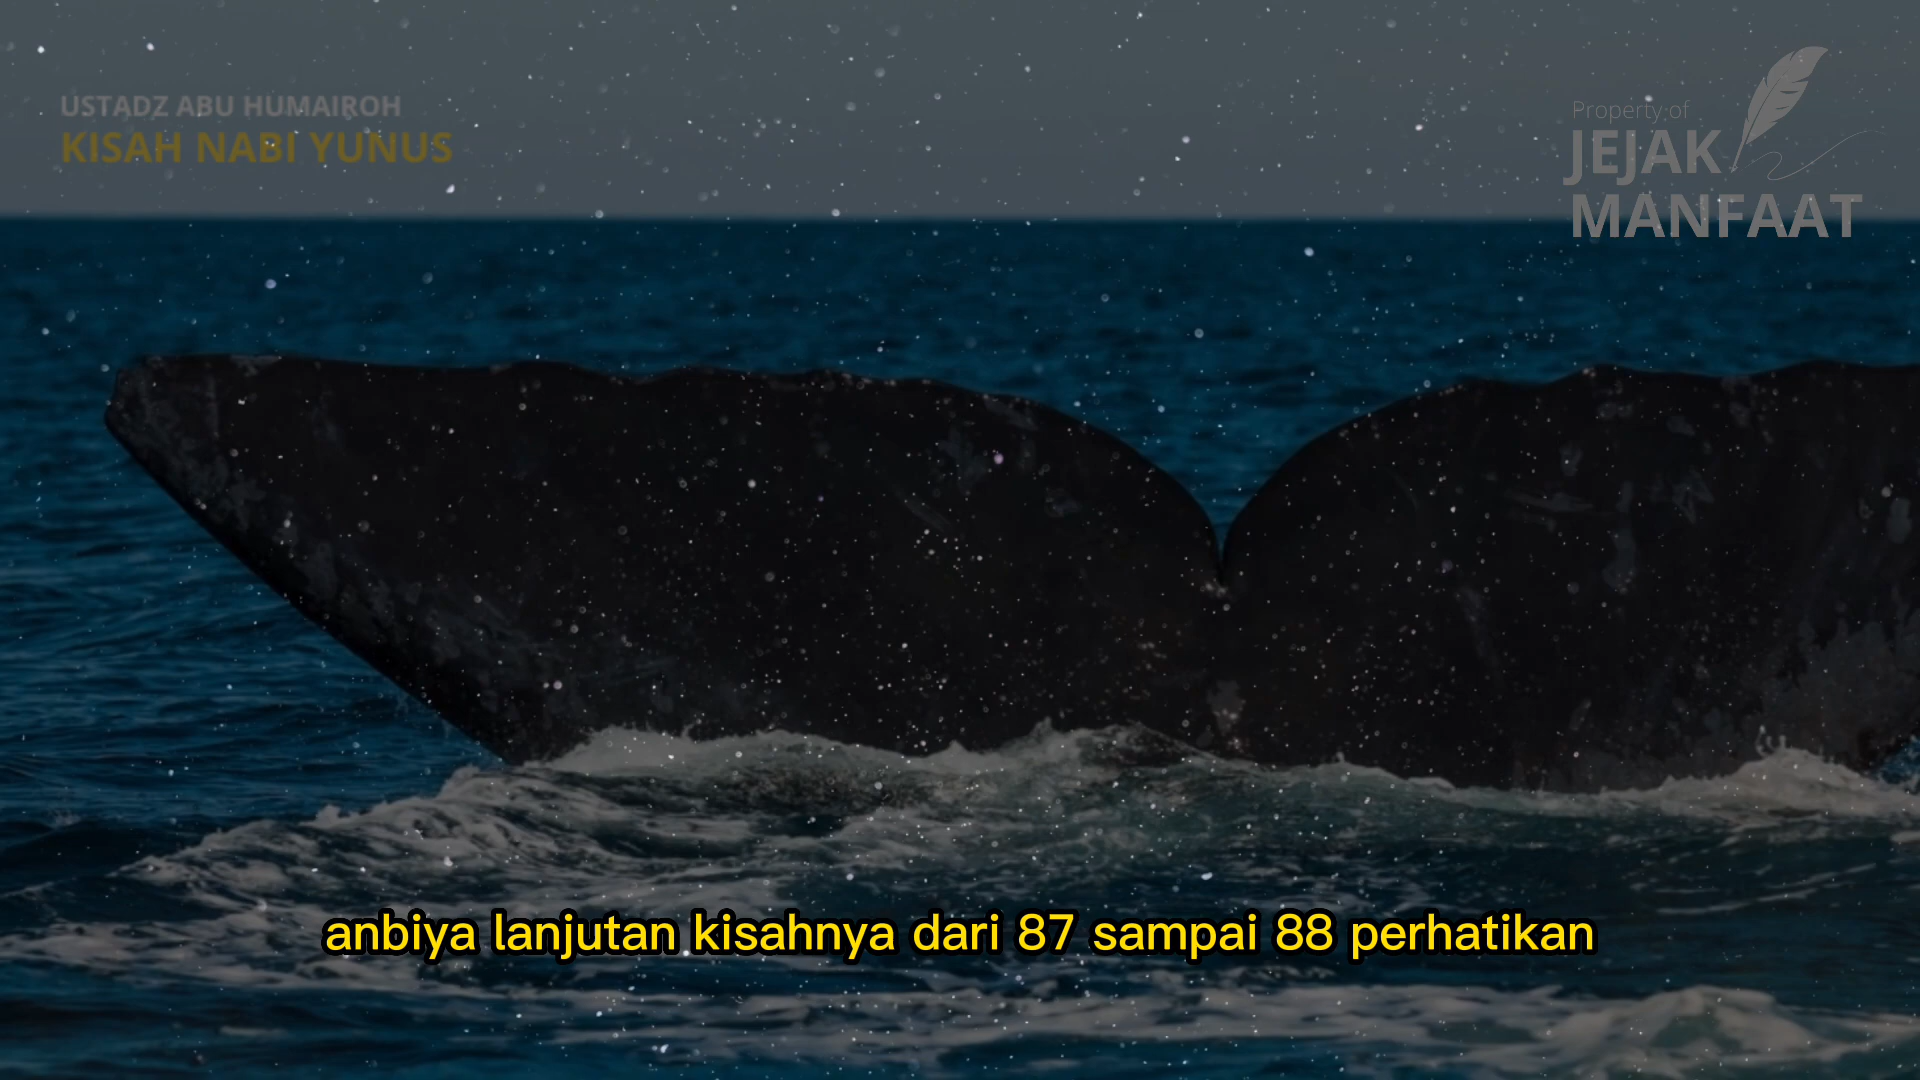 USTADZ ABU HUMAIROH
KISAH NABI YUNUS
Property of
JEJAK
MANFAAT
anbiya lanjutan kisahnya dari 87 sampai 88 perhatikan